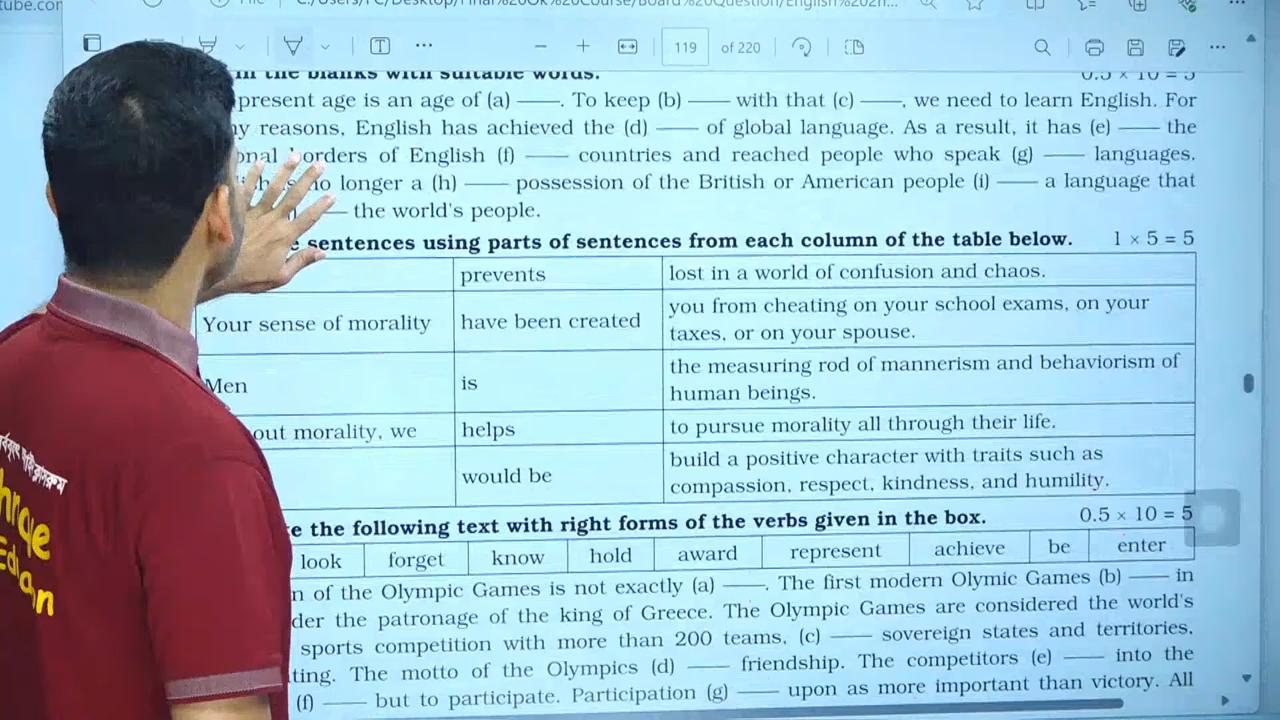 119 of 220
in the blanks with suitable words. 0.5 × 10 = 5
present age is an age of (a) ——. To keep (b) —— with that (c) ——, we need to learn English. For
reasons, English has achieved the (d) —— of global language. As a result, it has (e) —— the
borders of English (f) —— countries and reached people who speak (g) —— languages.
no longer a (h) —— possession of the British or American people (i) —— a language that
—— the world's people.
sentences using parts of sentences from each column of the table below. 1 × 5 = 5
prevents lost in a world of confusion and chaos.
Your sense of morality have been created you from cheating on your school exams, on your
taxes, or on your spouse.
Men is the measuring rod of mannerism and behaviorism of
human beings.
out morality, we helps to pursue morality all through their life.
would be build a positive character with traits such as
compassion, respect, kindness, and humility.
the following text with right forms of the verbs given in the box. 0.5 × 10 = 5
look forget know hold award represent achieve be enter
of the Olympic Games is not exactly (a) ——. The first modern Olymic Games (b) —— in
the patronage of the king of Greece. The Olympic Games are considered the world's
sports competition with more than 200 teams, (c) —— sovereign states and territories.
The motto of the Olympics (d) —— friendship. The competitors (e) —— into the
(f) —— but to participate. Participation (g) —— upon as more important than victory. All